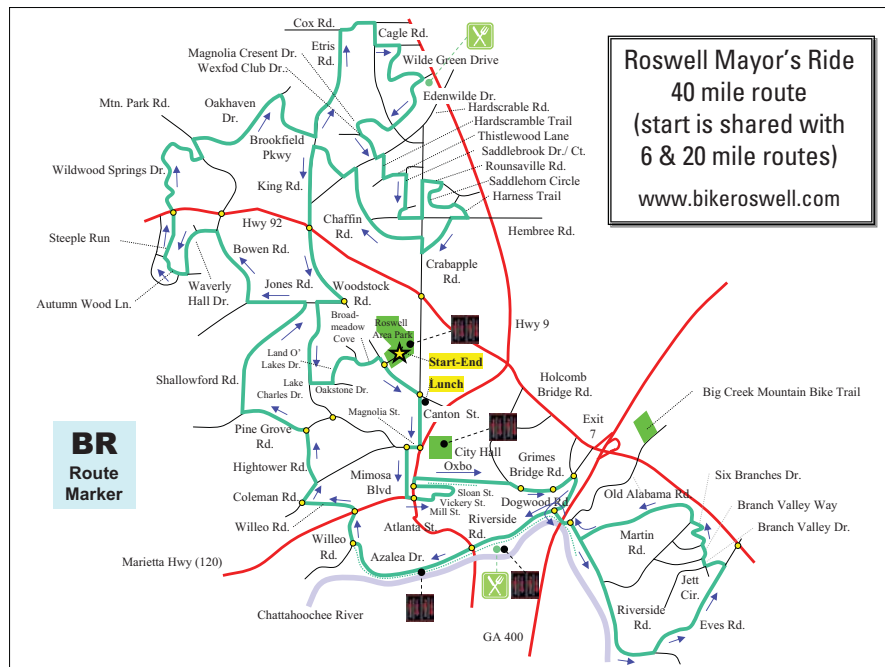 Roswell Mayor's Ride
40 mile route
(start is shared with
6 & 20 mile routes)
www.bikeroswell.com
Cox Rd.
Cagle Rd.
Etris
Rd.
Magnolia Cresent Dr.
Wexfod Club Dr.
Wilde Green Drive
Edenwilde Dr.
Mtn. Park Rd.
Oakhaven
Dr.
Hardscrable Rd.
Hardscramble Trail
Thistlewood Lane
Saddlebrook Dr./ Ct.
Rounsaville Rd.
Saddlehorn Circle
Harness Trail
Brookfield
Pkwy
Wildwood Springs Dr.
King Rd.
Chaffin
Rd.
Hembree Rd.
Hwy 92
Steeple Run
Bowen Rd.
Crabapple
Rd.
Waverly
Hall Dr.
Jones Rd.
Woodstock
Rd.
Autumn Wood Ln.
Broad-
meadow
Cove
Roswell
Area Park
Hwy 9
Land O'
Lakes Dr.
Start-End
Lunch
Shallowford Rd.
Lake
Charles Dr.
Oakstone Dr.
Holcomb
Bridge Rd.
Big Creek Mountain Bike Trail
Magnolia St.
Canton St.
Exit
7
BR
Route
Marker
Pine Grove
Rd.
City Hall
Oxbo
Grimes
Bridge Rd.
Hightower Rd.
Mimosa
Blvd
Sloan St.
Vickery St.
Mill St.
Six Branches Dr.
Coleman Rd.
Dogwood Rd.
Old Alabama Rd.
Branch Valley Way
Branch Valley Dr.
Willeo Rd.
Atlanta St.
Riverside
Rd.
Martin
Rd.
Willeo
Rd.
Azalea Dr.
Marietta Hwy (120)
Jett
Cir.
Chattahoochee River
Riverside
Rd.
Eves Rd.
GA 400